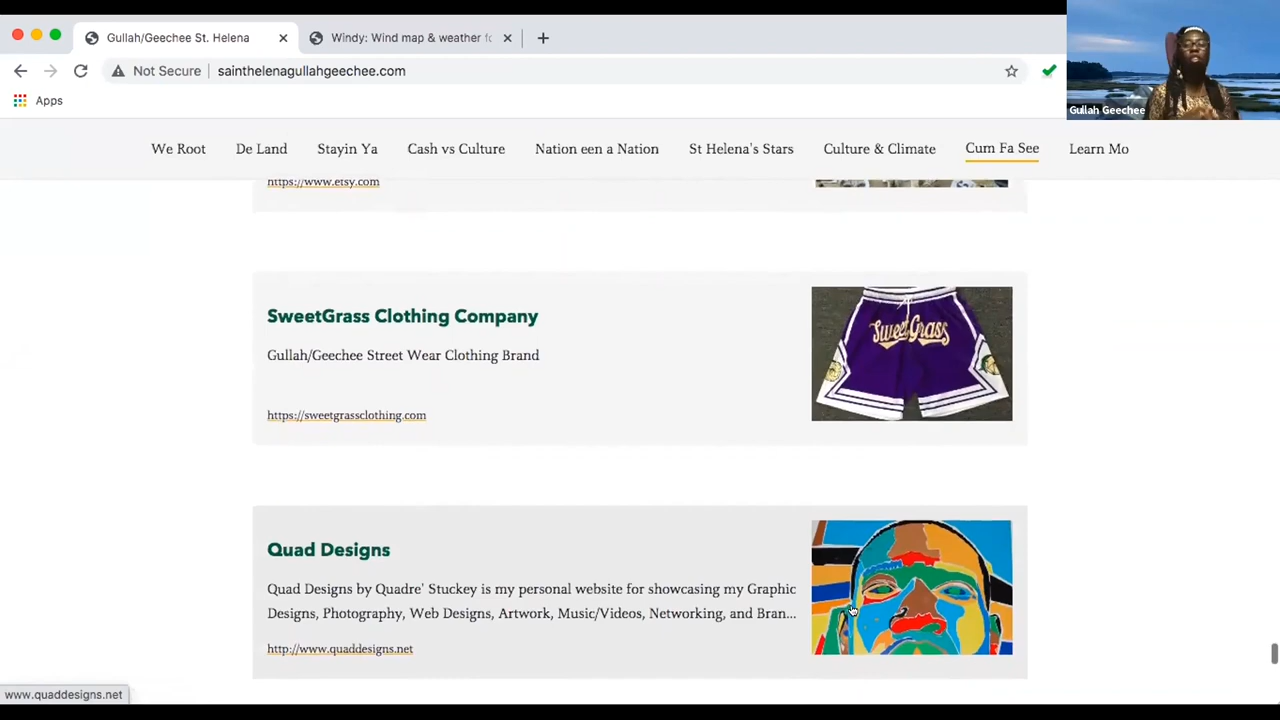 Gullah/Geechee St. Helena
Windy: Wind map & weather fo
Not Secure
sainthelenagullahgeechee.com
Apps
Gullah Geechee
We Root
De Land
Stayin Ya
Cash vs Culture
Nation een a Nation
St Helena's Stars
Culture & Climate
Cum Fa See
Learn Mo
https://www.etsy.com
SweetGrass Clothing Company
Gullah/Geechee Street Wear Clothing Brand
https://sweetgrassclothing.com
SweetGrass
Quad Designs
Quad Designs by Quadre' Stuckey is my personal website for showcasing my Graphic
Designs, Photography, Web Designs, Artwork, Music/Videos, Networking, and Bran...
http://www.quaddesigns.net
www.quaddesigns.net